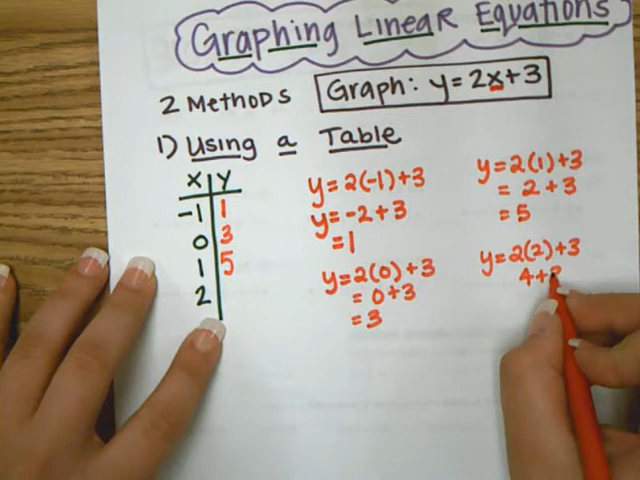 Graphing Linear Equations
2 Methods
Graph: y=2x+3
1) Using a Table
x y
-1 1
0 3
1 5
2
y=2(-1)+3
y=-2+3
=1
y=2(0)+3
=0+3
=3
y=2(1)+3
=2+3
=5
y=2(2)+3
4+